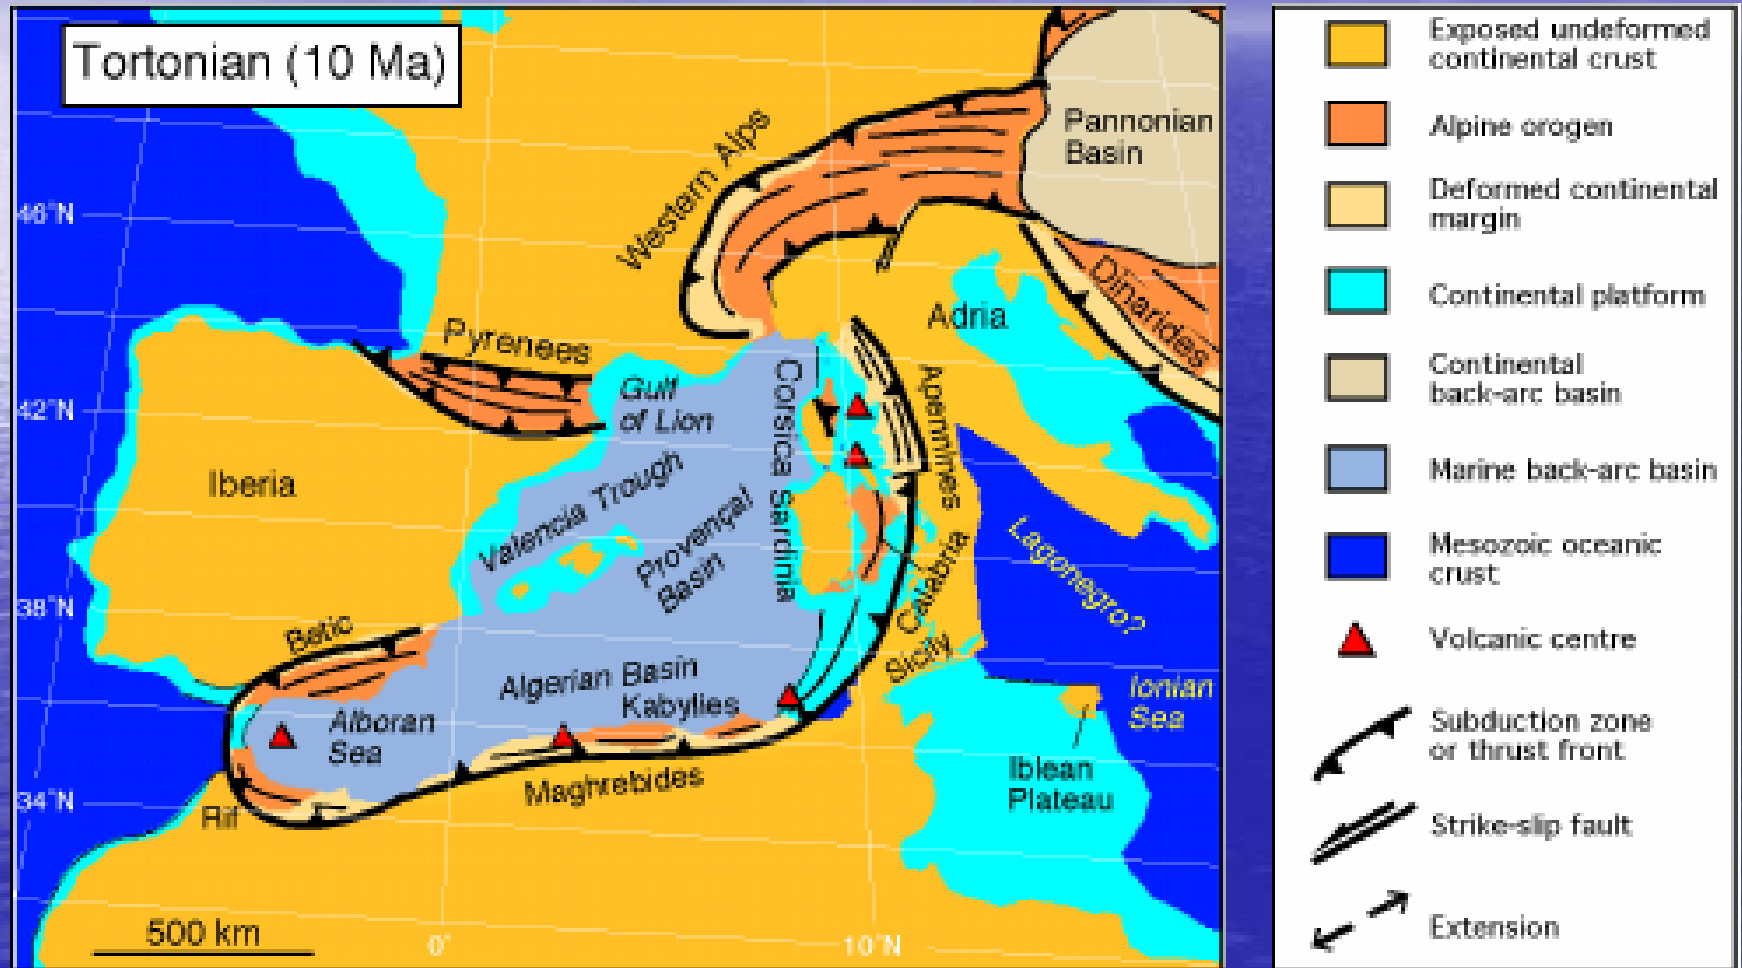 Tortonian (10 Ma)
Western Alps
Pannonian
Basin
46°N
Dinarides
Adria
Pyrenees
Gulf
of Lion
Corsica
Apennines
42°N
Iberia
Valencia Trough
Provençal
Basin
Sardinia
Lagonegro?
Calabria
38°N
Betic
Sicily
Algerian Basin
Kabylies
Ionian
Sea
Alboran
Sea
Iblean
Plateau
Maghrebides
34°N
Rif
500 km
0°
10°N
Exposed undeformed
continental crust
Alpine orogen
Deformed continental
margin
Continental platform
Continental
back-arc basin
Marine back-arc basin
Mesozoic oceanic
crust
Volcanic centre
Subduction zone
or thrust front
Strike-slip fault
Extension